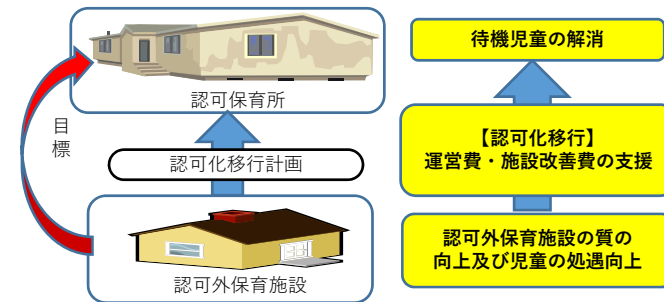 認可保育所
目
標
認可化移行計画
認可外保育施設
待機児童の解消
【認可化移行】
運営費・施設改善費の支援
認可外保育施設の質の
向上及び児童の処遇向上